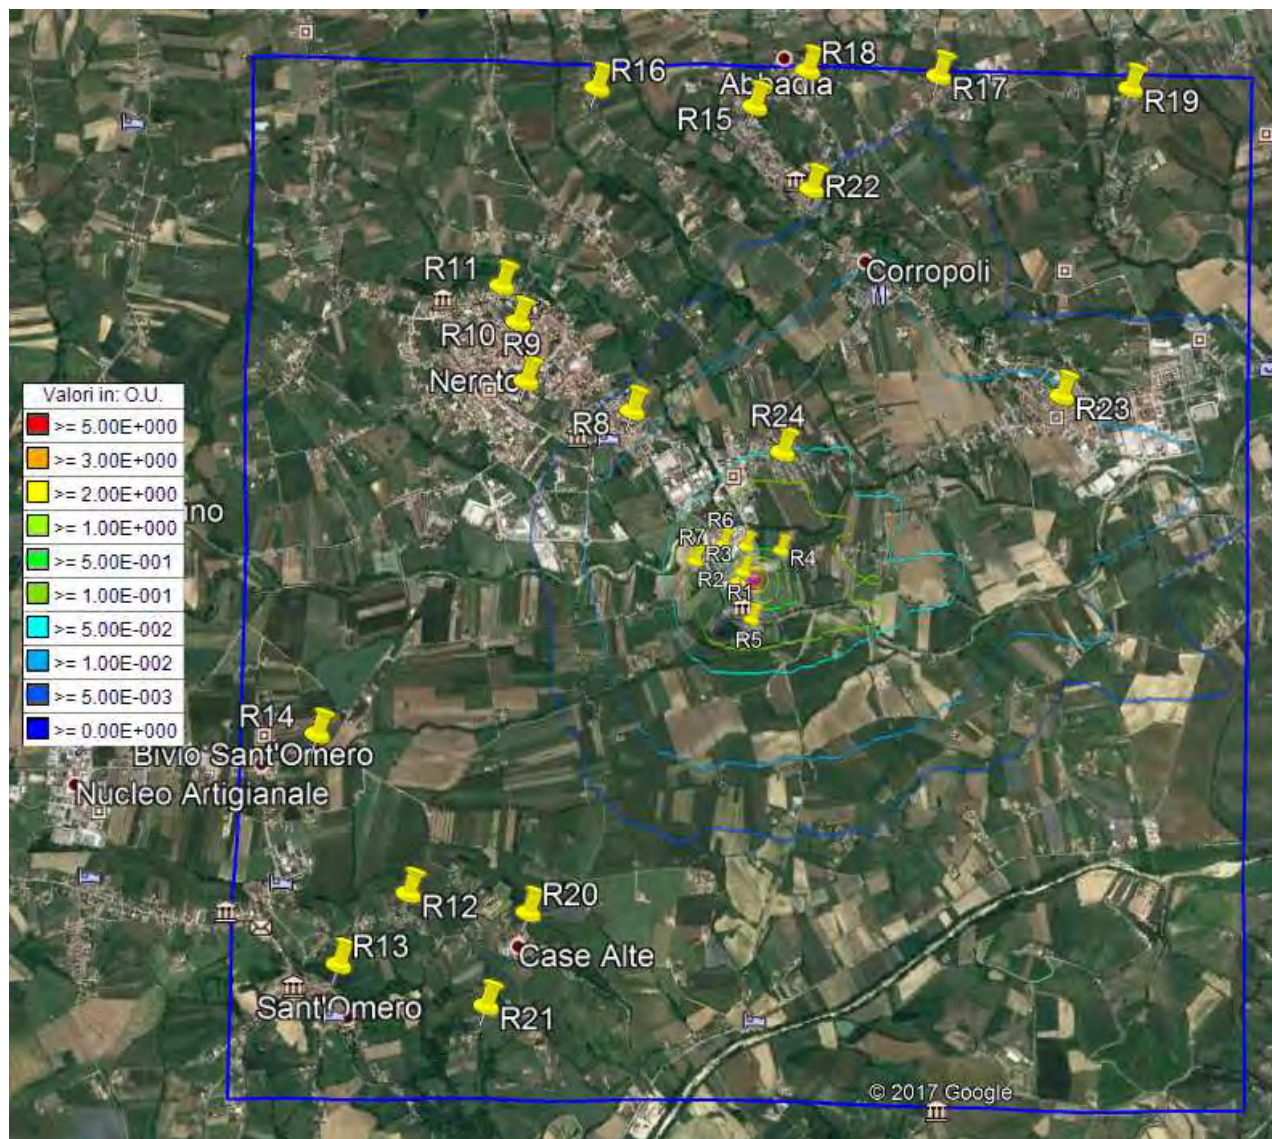 R18
R16
Abbadia
R17
R19
R15
R22
R11
Corropoli
R10
R9
Nereto
Valori in: O.U.
>= 5.00E+000
>= 3.00E+000
>= 2.00E+000
>= 1.00E+000
>= 5.00E-001
>= 1.00E-001
>= 5.00E-002
>= 1.00E-002
>= 5.00E-003
>= 0.00E+000
R23
R8
R24
ino
R6
R7
R3
R4
R2
R1
R5
R14
Bivio Sant'Omero
Nucleo Artigianale
R12
R20
R13
Case Alte
Sant'Omero
R21
© 2017 Google